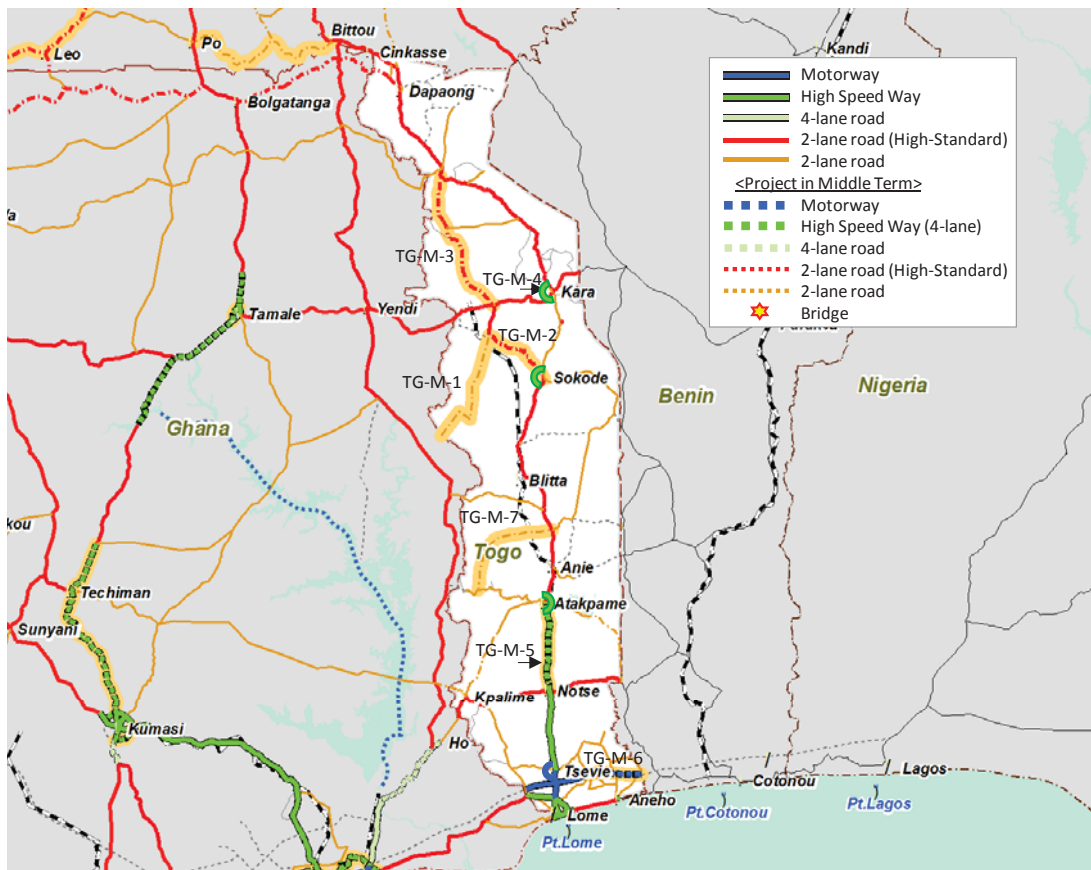 Bittou
Po
Leo
Cinkasse
Kandi
Dapaong
Bolgatanga
Motorway
High Speed Way
4-lane road
2-lane road (High-Standard)
2-lane road
<Project in Middle Term>
Motorway
High Speed Way (4-lane)
4-lane road
2-lane road (High-Standard)
2-lane road
Bridge
TG-M-3
TG-M-4
Kara
Yendi
Tamale
TG-M-2
TG-M-1
Sokode
Benin
Nigeria
Ghana
Blitta
TG-M-7
kou
Togo
Anie
Techiman
Atakpame
Sunyani
TG-M-5
Kpalime
Notse
Kumasi
Ho
TG-M-6
Tsevie
Lagos
Cotonou
Aneho
Lome
Pt.Cotonou
Pt.Lagos
Pt.Lome